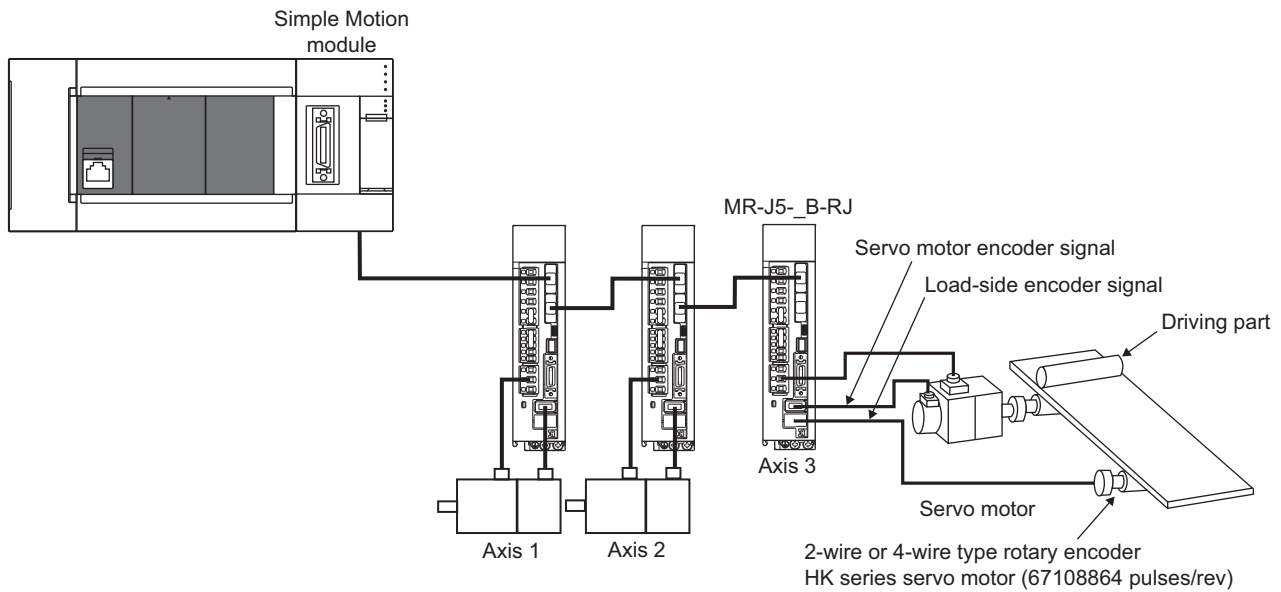 Simple Motion
module
MR-J5-_B-RJ
Servo motor encoder signal
Load-side encoder signal
Driving part
Axis 3
Servo motor
Axis 1
Axis 2
2-wire or 4-wire type rotary encoder
HK series servo motor (67108864 pulses/rev)